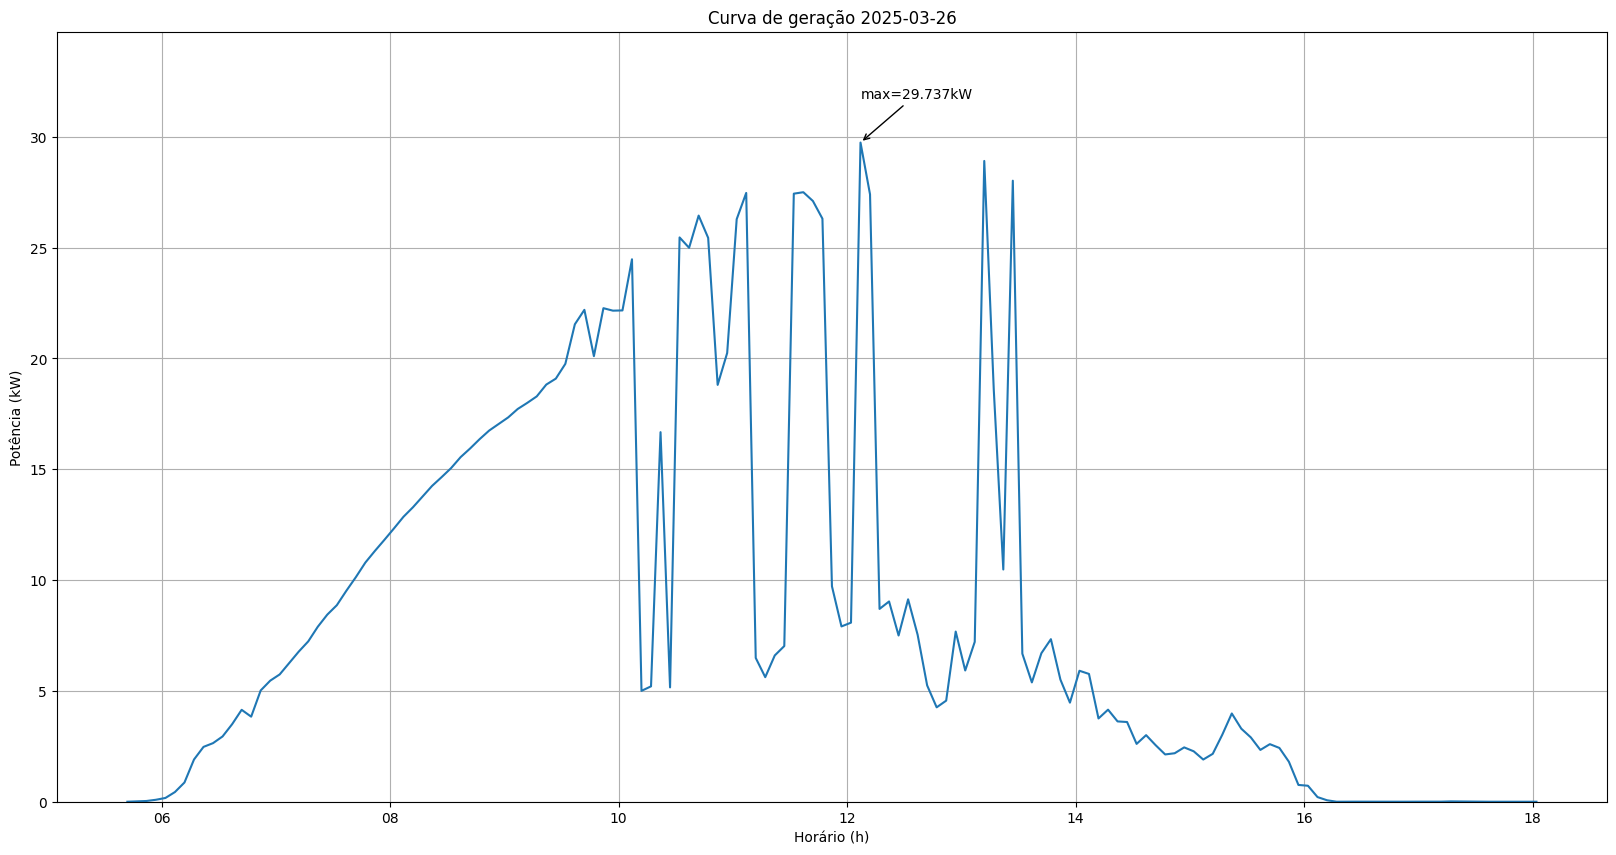 Curva de geração 2025-03-26
max=29.737kW
30
25
20
15
10
5
0
Potência (kW)
06 08 10 12 14 16 18
Horário (h)